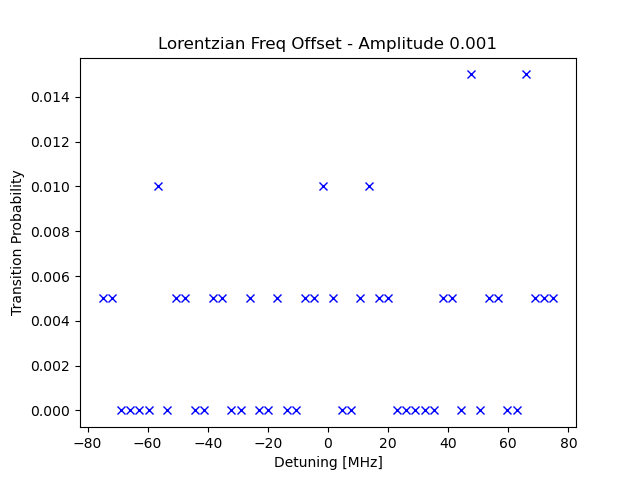 Lorentzian Freq Offset - Amplitude 0.001
0.014
0.012
0.010
0.008
0.006
0.004
0.002
0.000
Transition Probability
−80 −60 −40 −20 0 20 40 60 80
Detuning [MHz]